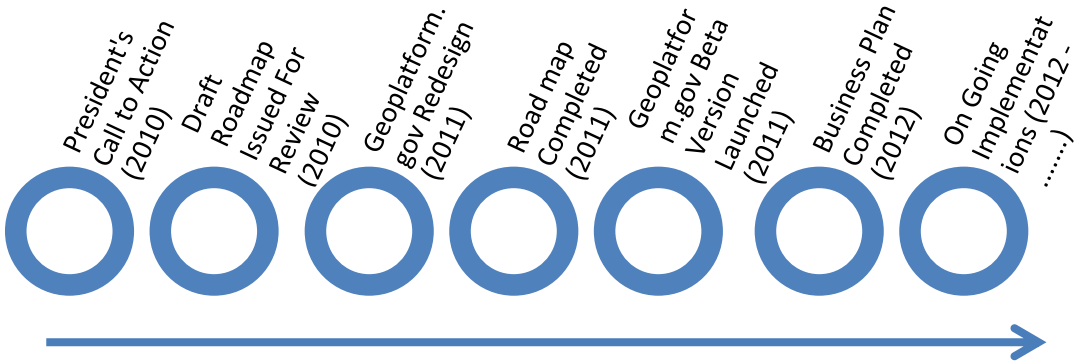 President's
Call to Action
(2010)
Draft
Roadmap
Issued For
Review
(2010)
Geoplatform.
gov Redesign
(2011)
Road map
Completed
(2011)
Geoplatfor
m.gov Beta
Version
Launched
(2011)
Business Plan
Completed
(2012)
On Going
Implementat
ions (2012 -
........)